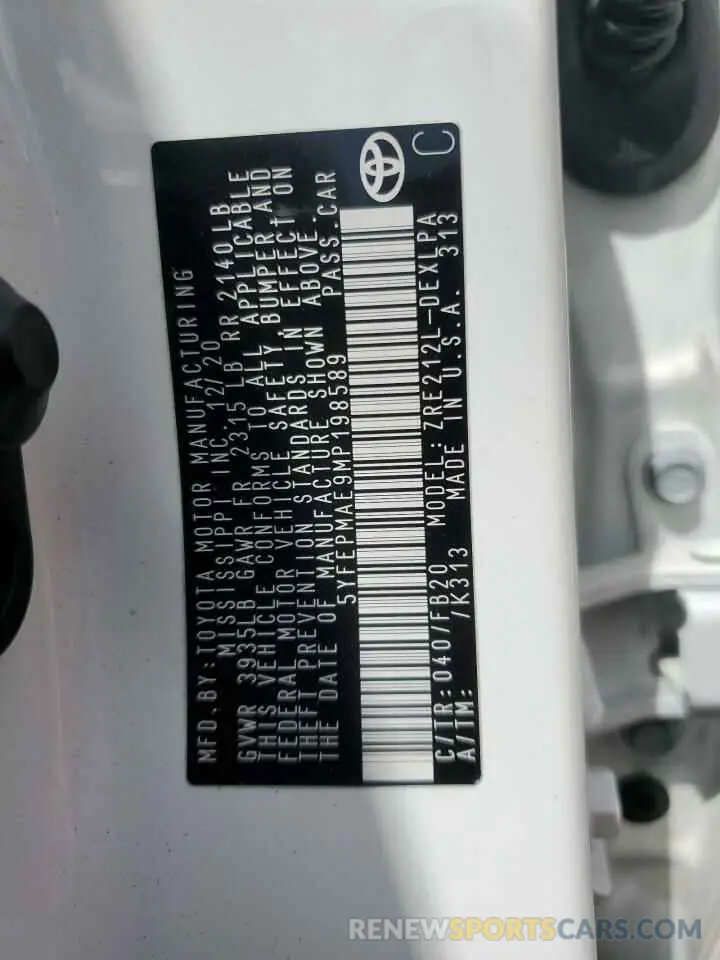 MFD.BY:TOYOTA MOTOR MANUFACTURING
MISSISSIPPI INC.12/20
GVWR 3935LB GAWR FR 2315LB RR 2140LB
THIS VEHICLE CONFORMS TO ALL APPLICABLE
FEDERAL MOTOR VEHICLE SAFETY BUMPER,AND
THEFT PREVENTION STANDARDS IN EFFECT ON
THE DATE OF MANUFACTURE SHOWN ABOVE.
5YFEPMAE9MP198589 PASS.CAR
C/TR:040/FB20 MODEL:ZRE212L-DEXLPA
A/TM: /K313 MADE IN U.S.A. 313
C
RENEWSPORTSCARS.COM